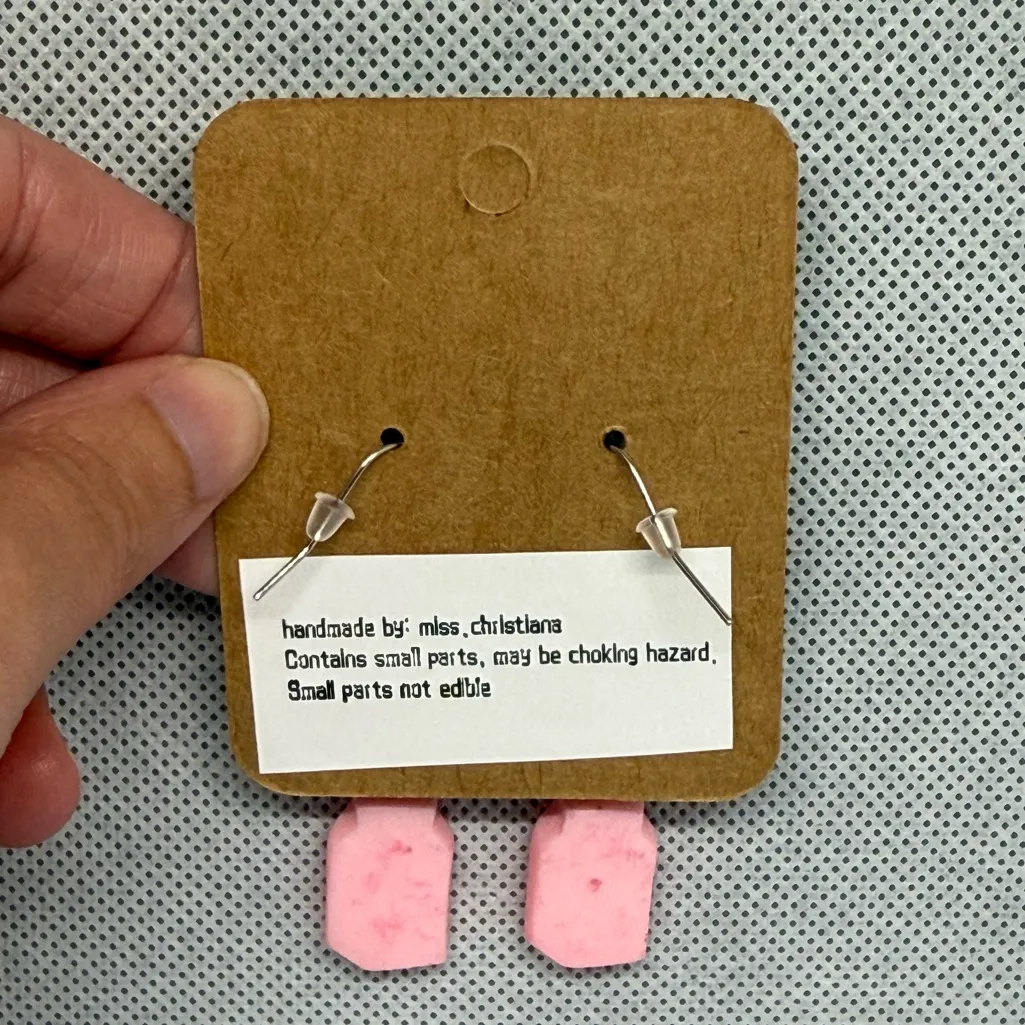 handmade by: miss.christiana
Contains small parts, may be choking hazard.
Small parts not edible